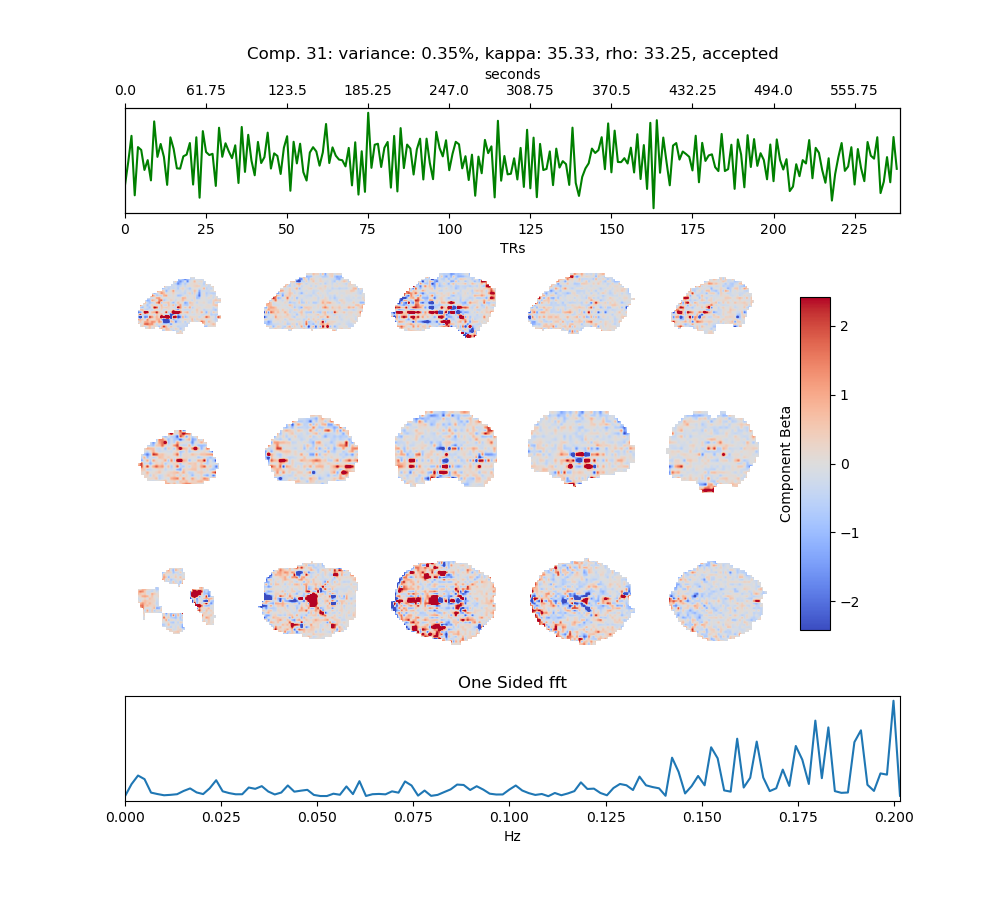 Comp. 31: variance: 0.35%, kappa: 35.33, rho: 33.25, accepted
seconds
0.0 61.75 123.5 185.25 247.0 308.75 370.5 432.25 494.0 555.75
0 25 50 75 100 125 150 175 200 225
TRs
2
1
0
−1
−2
Component Beta
One Sided fft
0.000 0.025 0.050 0.075 0.100 0.125 0.150 0.175 0.200
Hz